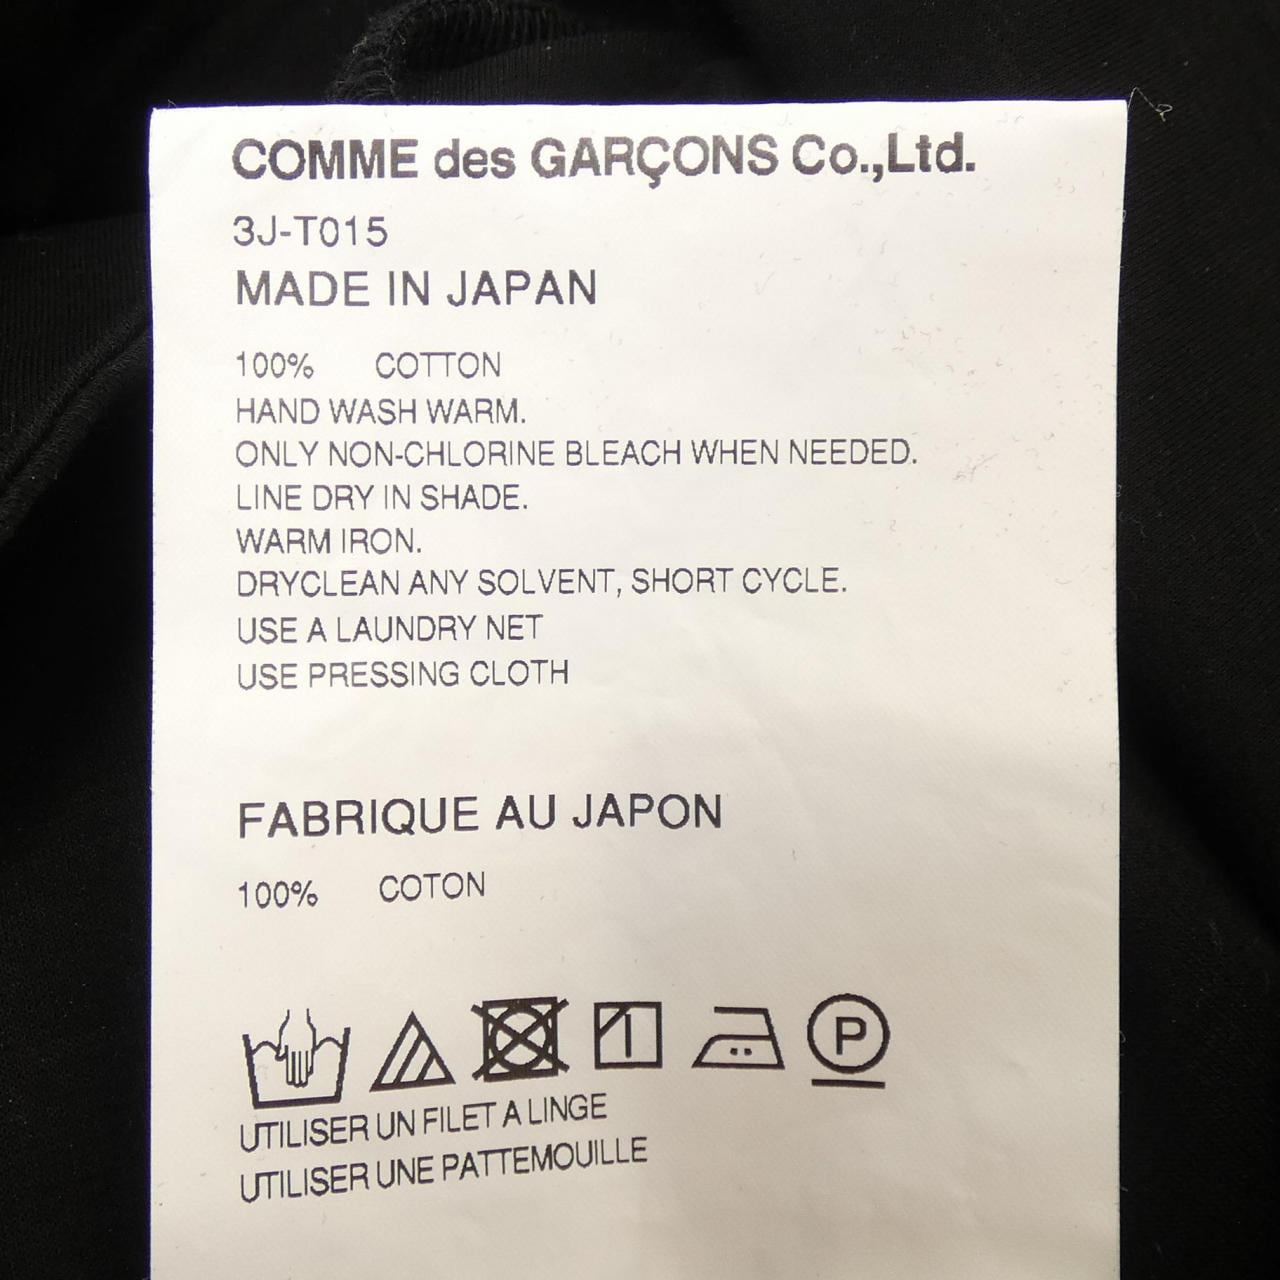 COMME des GARÇONS Co.,Ltd.
3J-T015
MADE IN JAPAN
100% COTTON
HAND WASH WARM.
ONLY NON-CHLORINE BLEACH WHEN NEEDED.
LINE DRY IN SHADE.
WARM IRON.
DRYCLEAN ANY SOLVENT, SHORT CYCLE.
USE A LAUNDRY NET
USE PRESSING CLOTH
FABRIQUE AU JAPON
100% COTON
P
UTILISER UN FILET A LINGE
UTILISER UNE PATTEMOUILLE